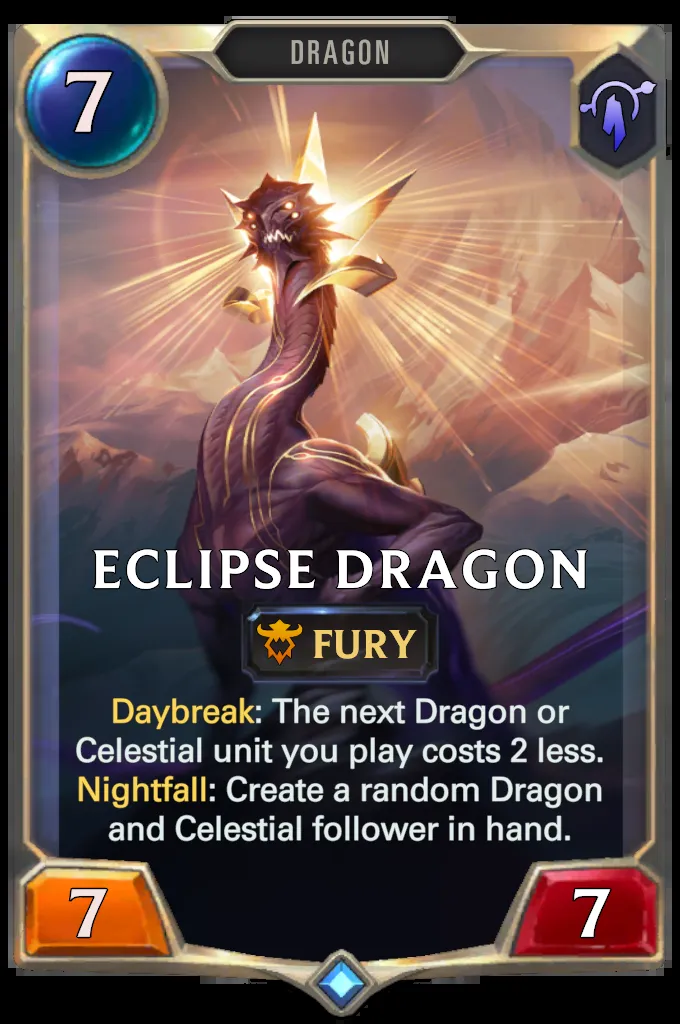 DRAGON
7
ECLIPSE DRAGON
FURY
Daybreak: The next Dragon or
Celestial unit you play costs 2 less.
Nightfall: Create a random Dragon
and Celestial follower in hand.
7
7